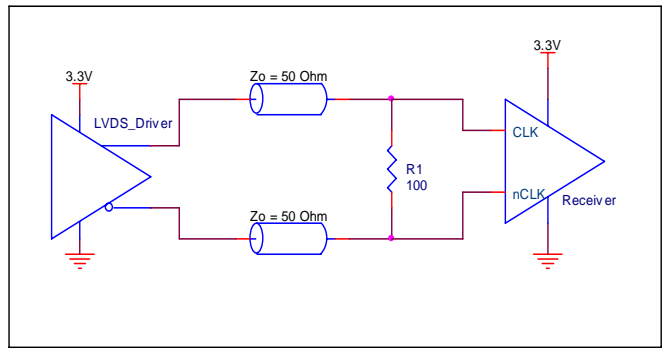 3.3V
LVDS_Driver
Zo = 50 Ohm
Zo = 50 Ohm
R1
100
3.3V
CLK
nCLK
Receiver